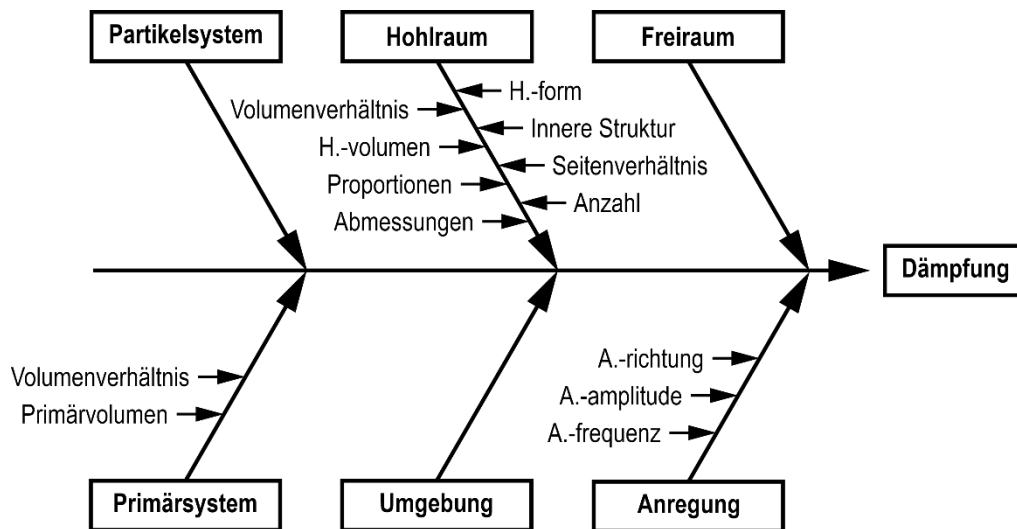 Partikelsystem
Hohlraum
Freiraum
H.-form
Volumenverhältnis
Innere Struktur
H.-volumen
Seitenverhältnis
Proportionen
Anzahl
Abmessungen
Dämpfung
A.-richtung
Volumenverhältnis
A.-amplitude
Primärvolumen
A.-frequenz
Primärsystem
Umgebung
Anregung